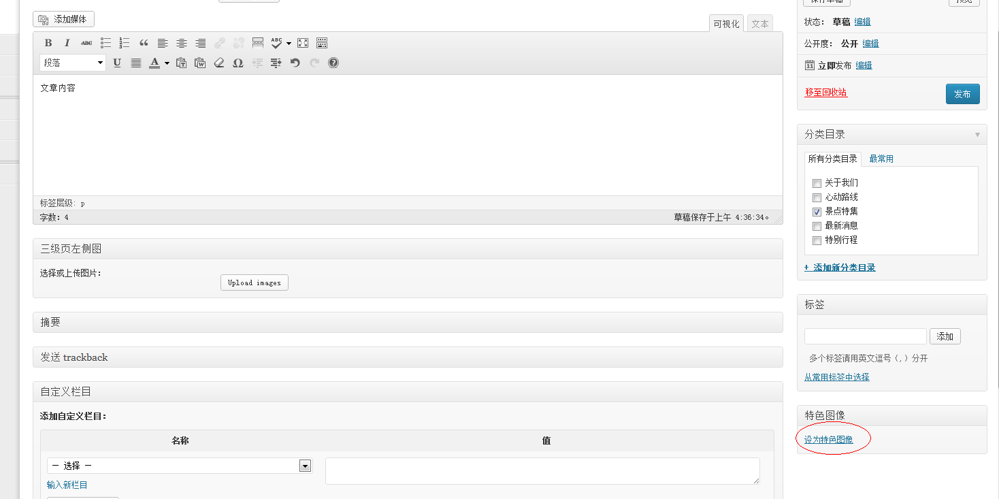 添加媒体
可视化
文本
B I ABC
ABC
段落
U A
文章内容
标签层级: p
字数: 4
草稿保存于上午 4:36:34。
三级页左侧图
选择或上传图片:
Upload images
摘要
发送 trackback
自定义栏目
添加自定义栏目:
名称
值
— 选择 —
输入新栏目
状态: 草稿 编辑
公开度: 公开 编辑
11 立即发布 编辑
移至回收站
发布
分类目录
所有分类目录
最常用
关于我们
心动路线
景点特集
最新消息
特别行程
+ 添加新分类目录
标签
添加
多个标签请用英文逗号（,）分开
从常用标签中选择
特色图像
设为特色图像